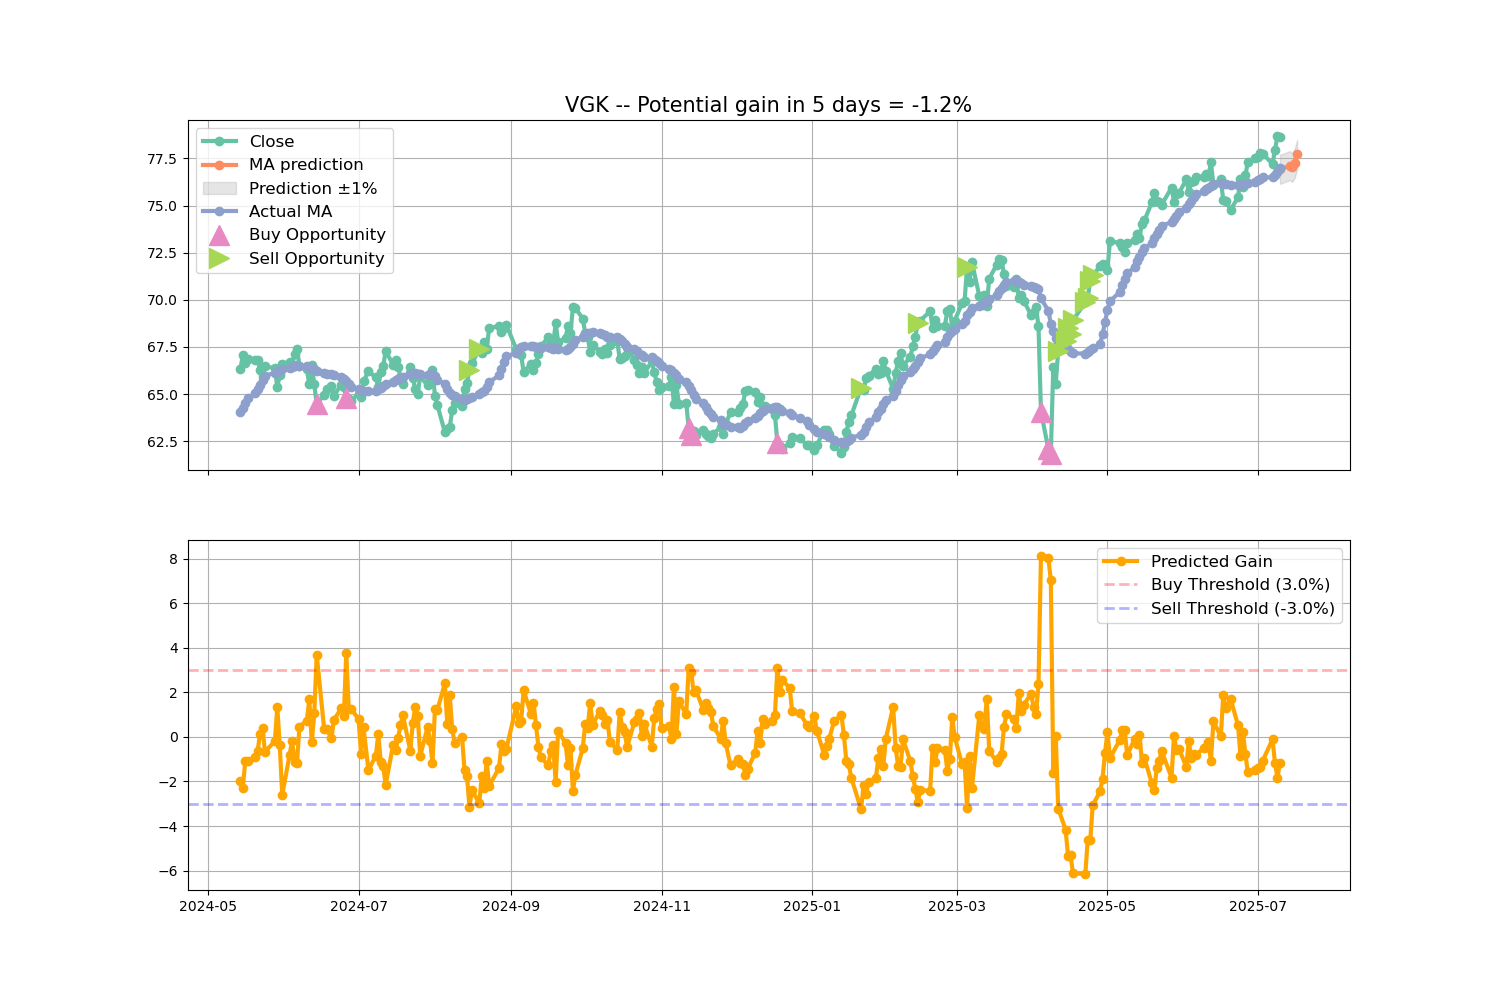 VGK -- Potential gain in 5 days = -1.2%
Close
MA prediction
Prediction ±1%
Actual MA
Buy Opportunity
Sell Opportunity
77.5
75.0
72.5
70.0
67.5
65.0
62.5
Predicted Gain
Buy Threshold (3.0%)
Sell Threshold (-3.0%)
8
6
4
2
0
−2
−4
−6
2024-05
2024-07
2024-09
2024-11
2025-01
2025-03
2025-05
2025-07